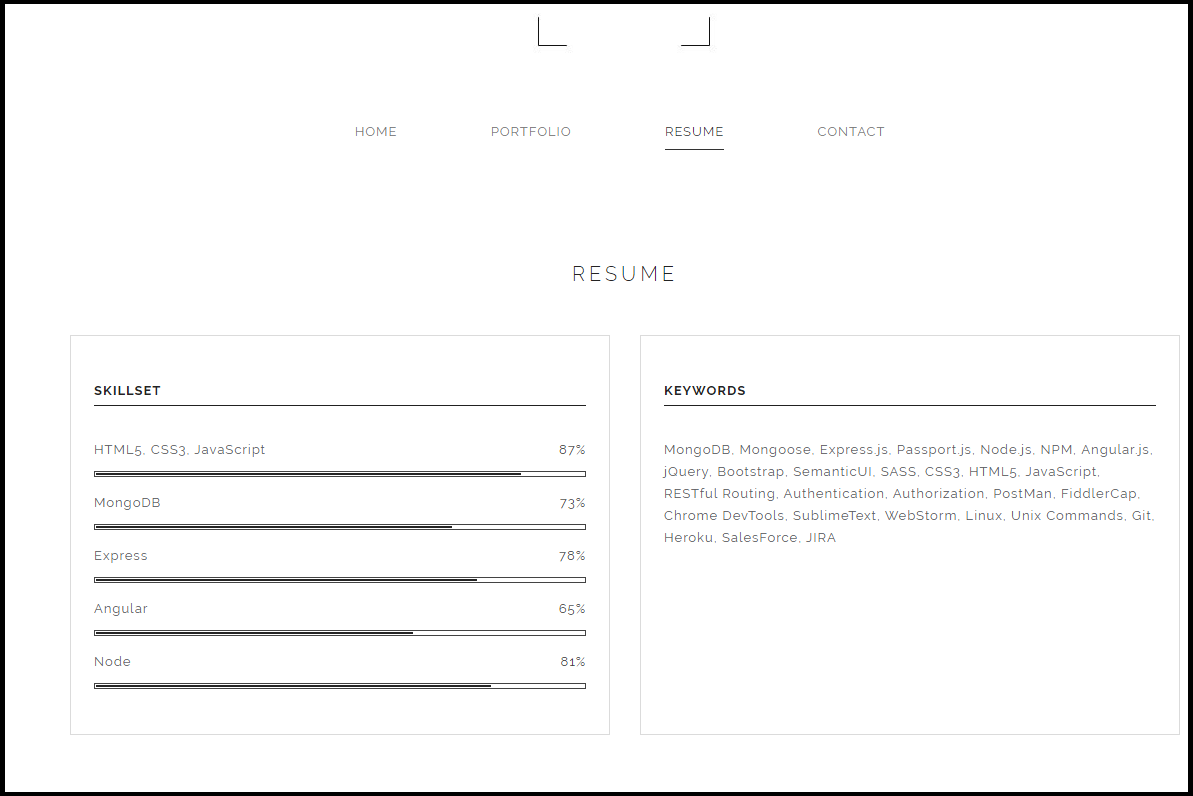 HOME PORTFOLIO RESUME CONTACT
RESUME
SKILLSET
HTML5, CSS3, JavaScript 87%
MongoDB 73%
Express 78%
Angular 65%
Node 81%
KEYWORDS
MongoDB, Mongoose, Express.js, Passport.js, Node.js, NPM, Angular.js,
jQuery, Bootstrap, SemanticUI, SASS, CSS3, HTML5, JavaScript,
RESTful Routing, Authentication, Authorization, PostMan, FiddlerCap,
Chrome DevTools, SublimeText, WebStorm, Linux, Unix Commands, Git,
Heroku, SalesForce, JIRA